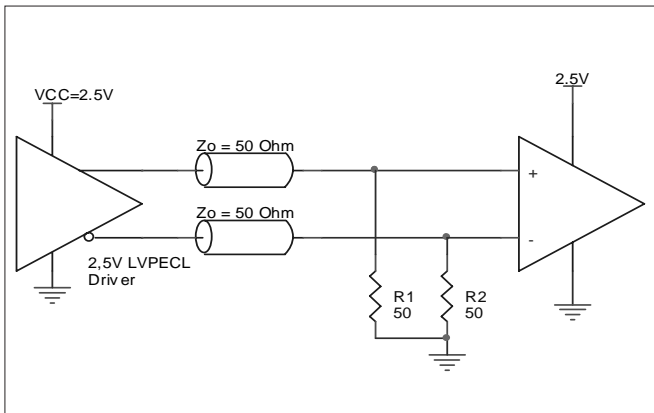 2.5V
VCC=2.5V
Zo = 50 Ohm
+
Zo = 50 Ohm
-
2,5V LVPECL
Driver
R1
50
R2
50